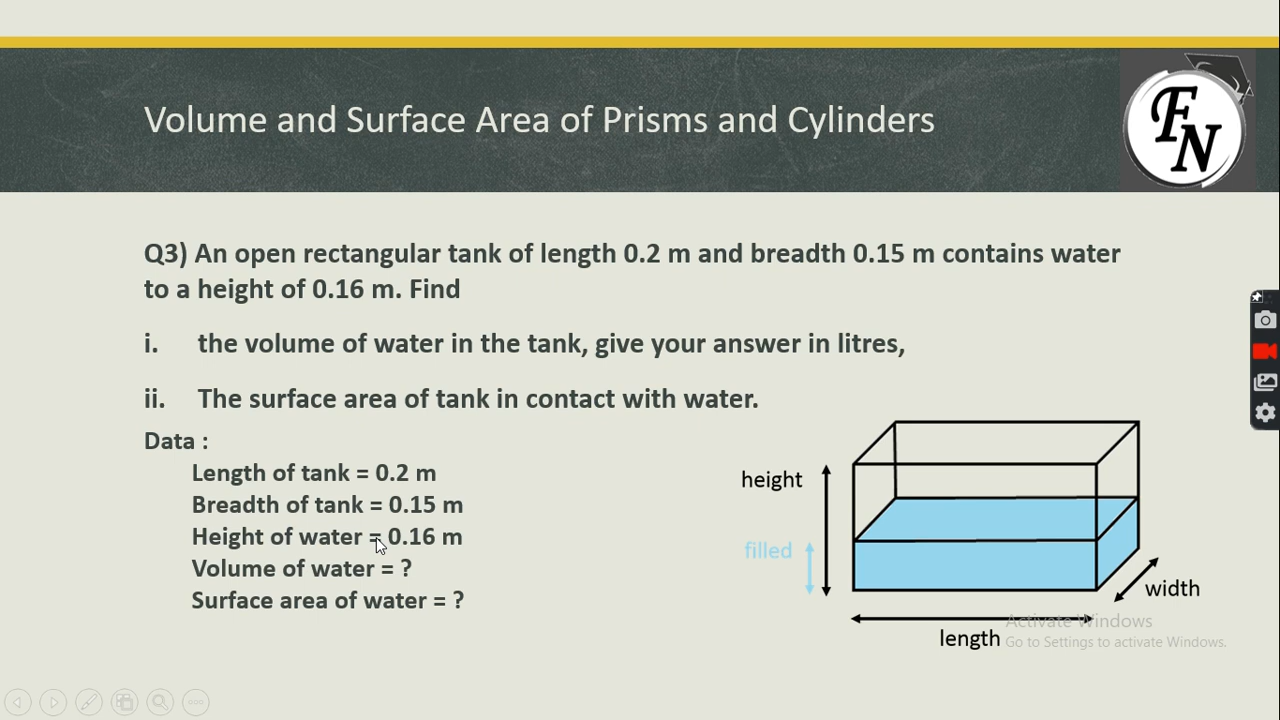 Volume and Surface Area of Prisms and Cylinders
FN
Q3) An open rectangular tank of length 0.2 m and breadth 0.15 m contains water
to a height of 0.16 m. Find
i. the volume of water in the tank, give your answer in litres,
ii. The surface area of tank in contact with water.
Data :
Length of tank = 0.2 m
Breadth of tank = 0.15 m
Height of water = 0.16 m
Volume of water = ?
Surface area of water = ?
height
filled
width
length
Activate Windows
Go to Settings to activate Windows.